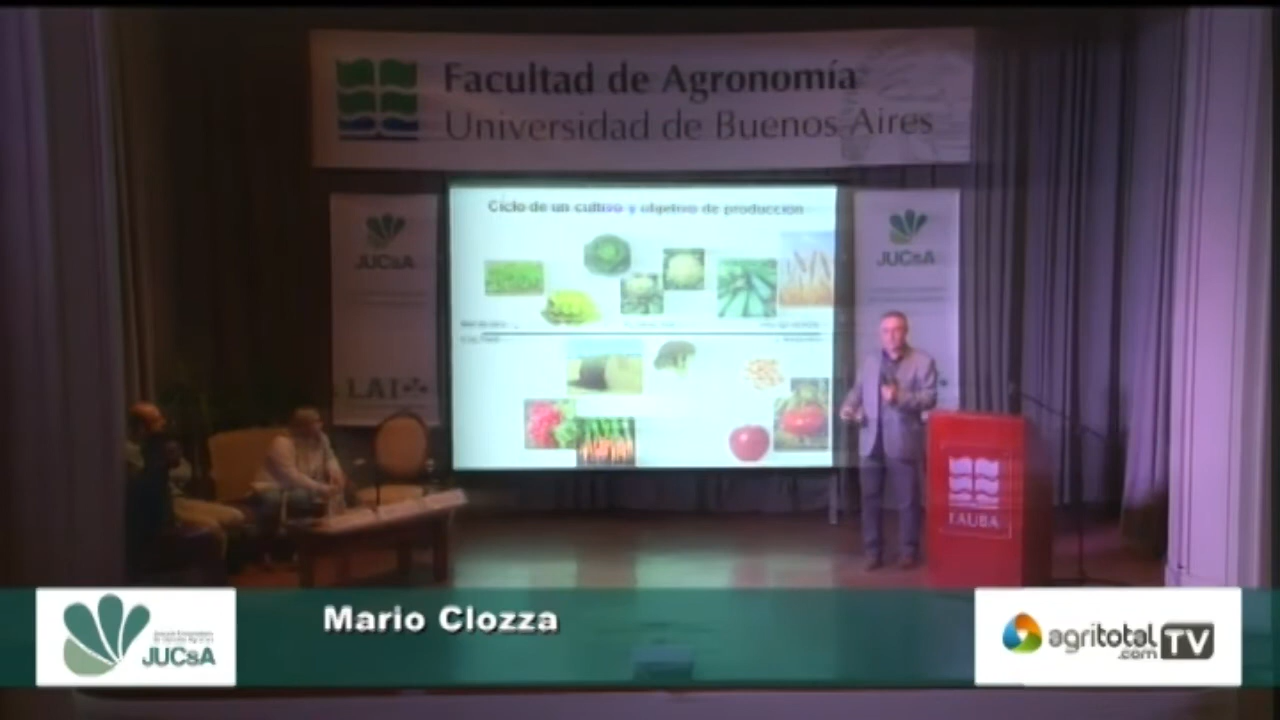 Facultad de Agronomía
Universidad de Buenos Aires
Ciclo de un cultivo y objetivo de producción
JUCsA
JUCsA
LAI
FAUBA
Mario Clozza
JUCsA
agritotal
.com
TV